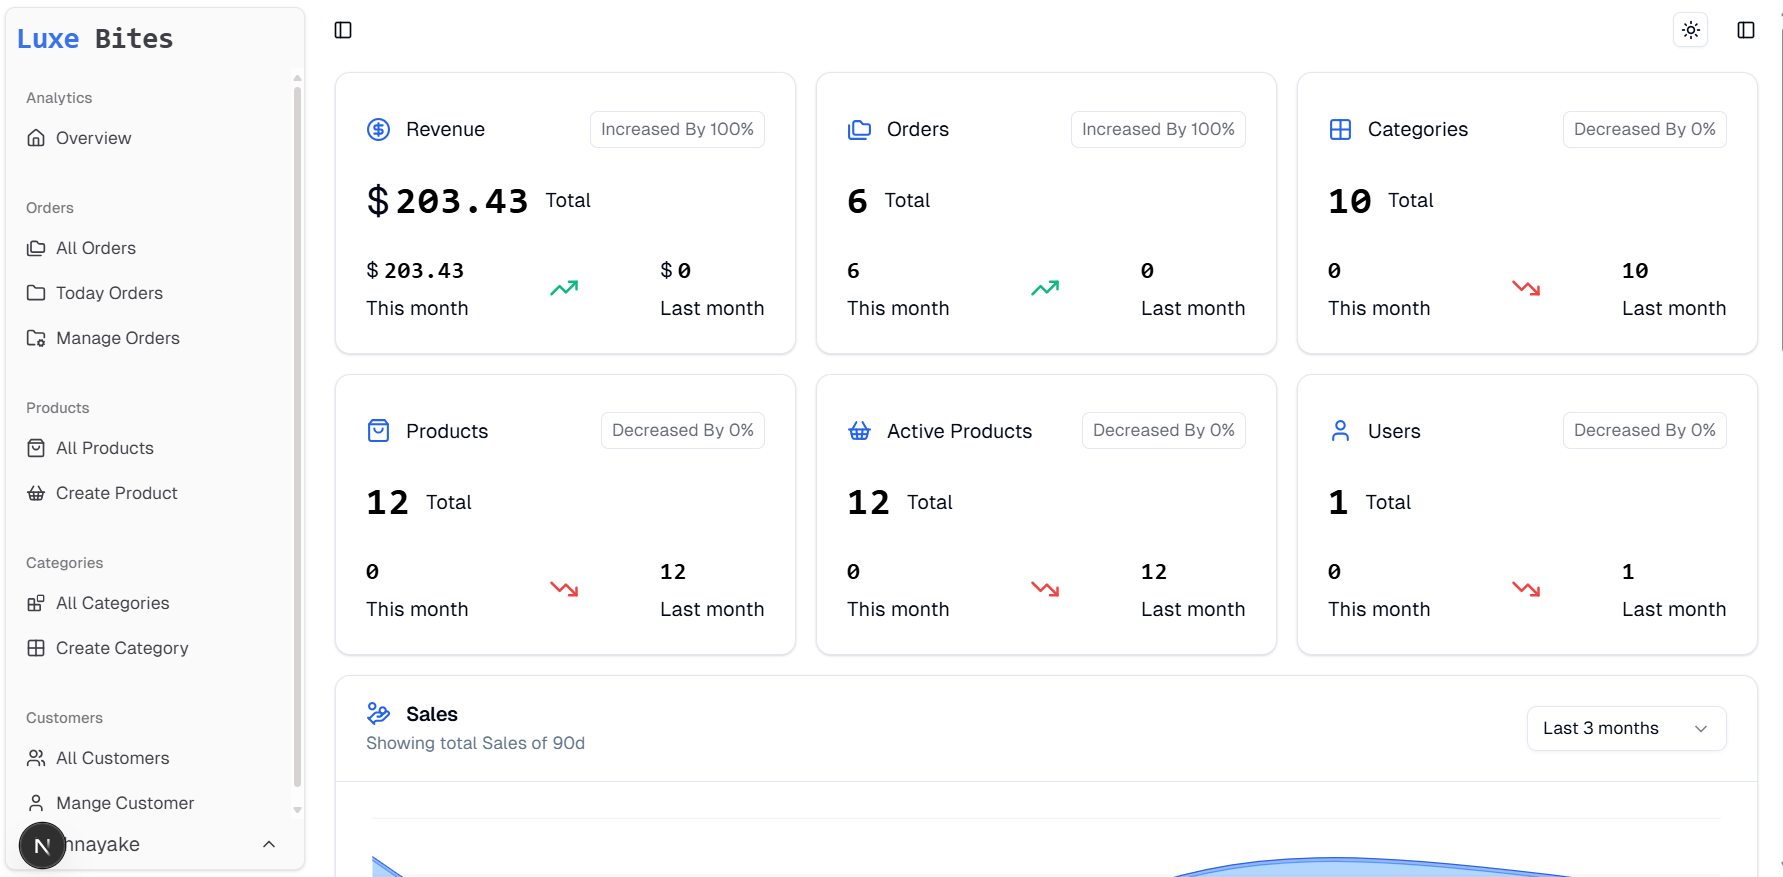 Luxe Bites
Analytics
Overview
Orders
All Orders
Today Orders
Manage Orders
Products
All Products
Create Product
Categories
All Categories
Create Category
Customers
All Customers
Mange Customer
N hnayake
Revenue Increased By 100%
$203.43 Total
$203.43 $0
This month Last month
Orders Increased By 100%
6 Total
6 0
This month Last month
Categories Decreased By 0%
10 Total
0 10
This month Last month
Products Decreased By 0%
12 Total
0 12
This month Last month
Active Products Decreased By 0%
12 Total
0 12
This month Last month
Users Decreased By 0%
1 Total
0 1
This month Last month
Sales
Showing total Sales of 90d
Last 3 months